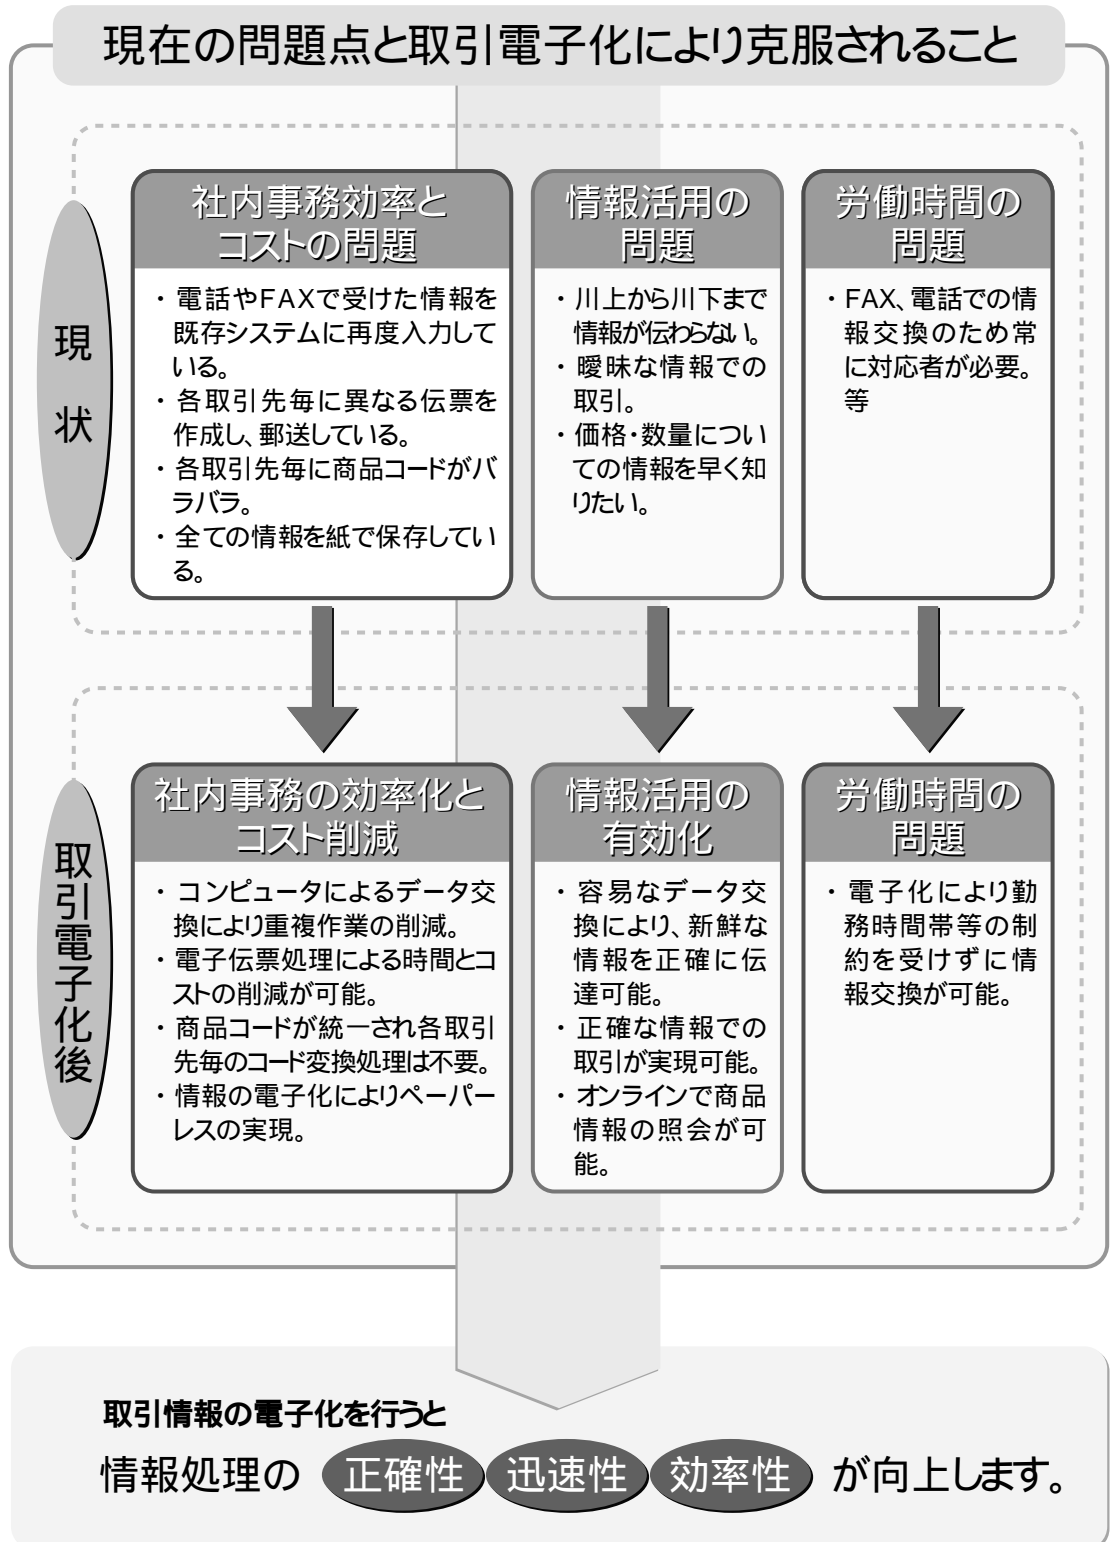 現在の問題点と取引電子化により克服されること
現状
社内事務効率と
コストの問題
・電話やFAXで受けた情報を
既存システムに再度入力して
いる。
・各取引先毎に異なる伝票を
作成し、郵送している。
・各取引先毎に商品コードがバ
ラバラ。
・全ての情報を紙で保存してい
る。
情報活用の
問題
・川上から川下まで
情報が伝わらない。
・曖昧な情報での
取引。
・価格・数量につい
ての情報を早く知
りたい。
労働時間の
問題
・FAX、電話での情
報交換のため常
に対応者が必要。
等
取引電子化後
社内事務の効率化と
コスト削減
・コンピュータによるデータ交
換により重複作業の削減。
・電子伝票処理による時間とコ
ストの削減が可能。
・商品コードが統一され各取引
先毎のコード変換処理は不要。
・情報の電子化によりペーパー
レスの実現。
情報活用の
有効化
・容易なデータ交
換により、新鮮な
情報を正確に伝
達可能。
・正確な情報での
取引が実現可能。
・オンラインで商品
情報の照会が可
能。
労働時間の
問題
・電子化により勤
務時間帯等の制
約を受けずに情
報交換が可能。
取引情報の電子化を行うと
情報処理の 正確性 迅速性 効率性 が向上します。